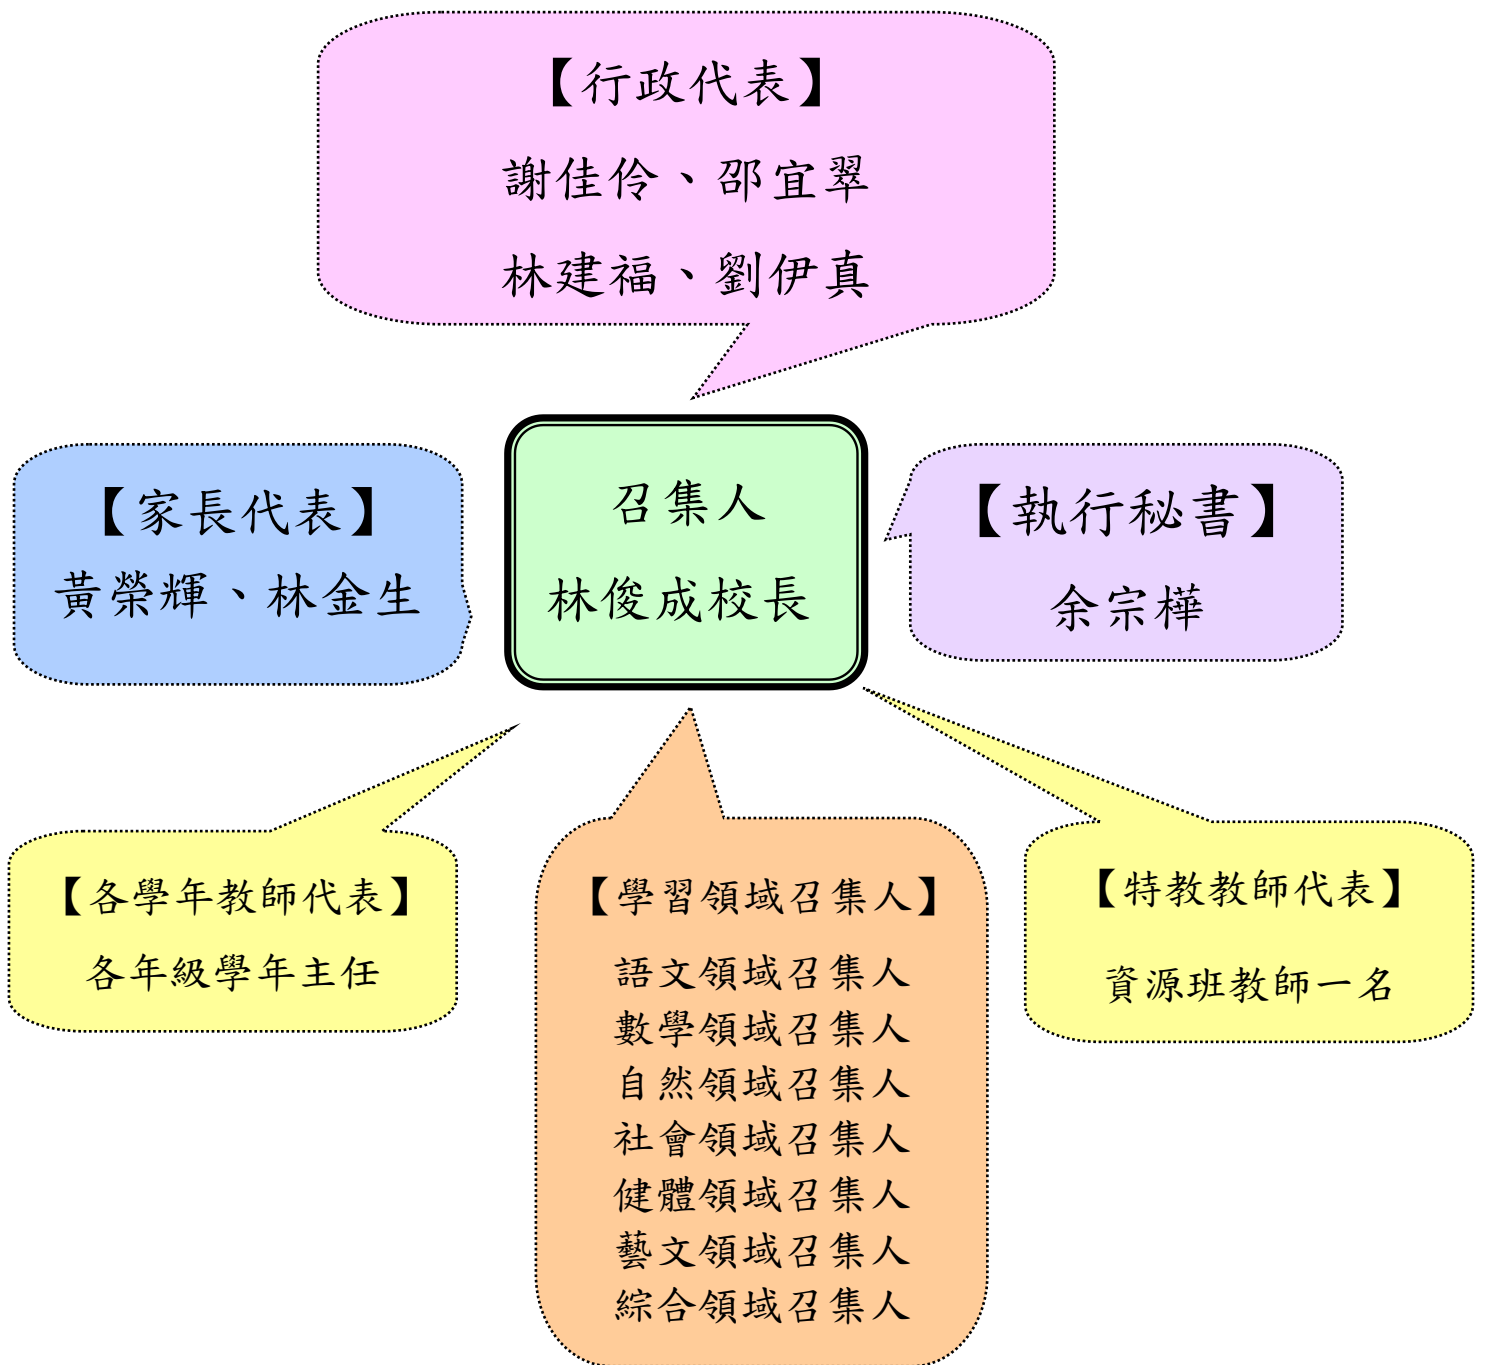 【行政代表】
謝佳伶、邵宜翠
林建福、劉伊真
【家長代表】
黃榮輝、林金生
召集人
林俊成校長
【執行秘書】
余宗樺
【各學年教師代表】
各年級學年主任
【學習領域召集人】
語文領域召集人
數學領域召集人
自然領域召集人
社會領域召集人
健體領域召集人
藝文領域召集人
綜合領域召集人
【特教教師代表】
資源班教師一名